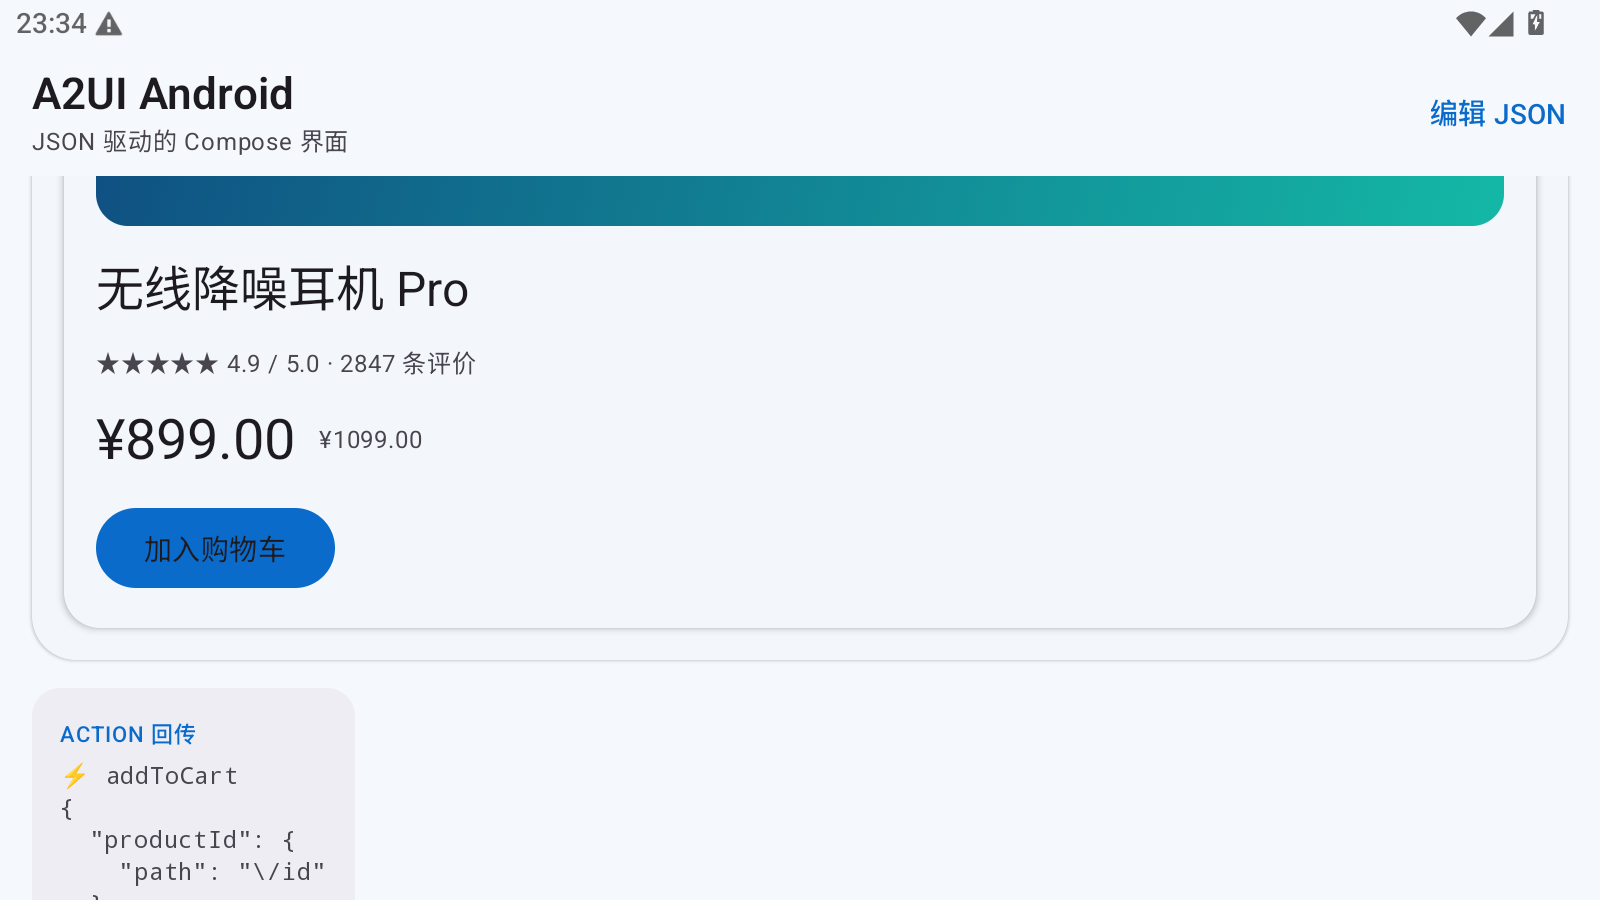 23:34
A2UI Android
JSON 驱动的 Compose 界面
编辑 JSON
无线降噪耳机 Pro
★★★★★ 4.9 / 5.0 · 2847 条评价
¥899.00 ¥1099.00
加入购物车
ACTION 回传
⚡ addToCart
{
  "productId": {
    "path": "\/id"
  }